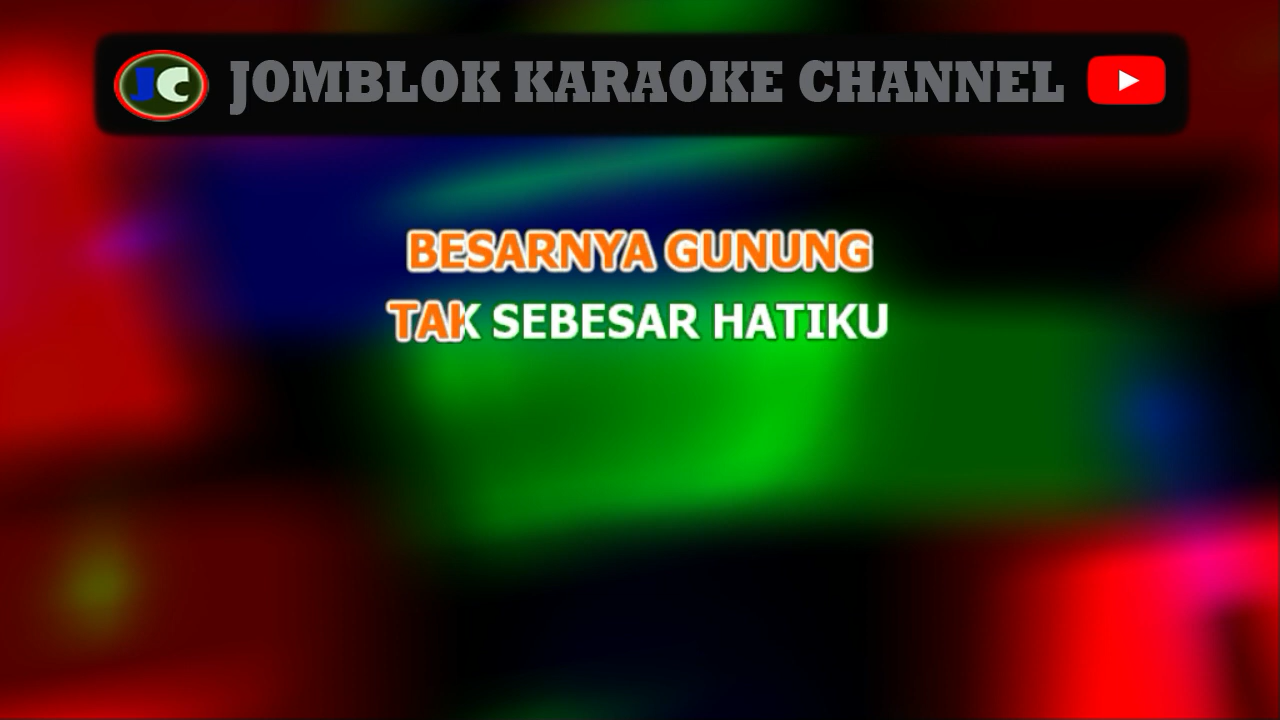 JC JOMBLOK KARAOKE CHANNEL
BESARNYA GUNUNG
TAK SEBESAR HATIKU